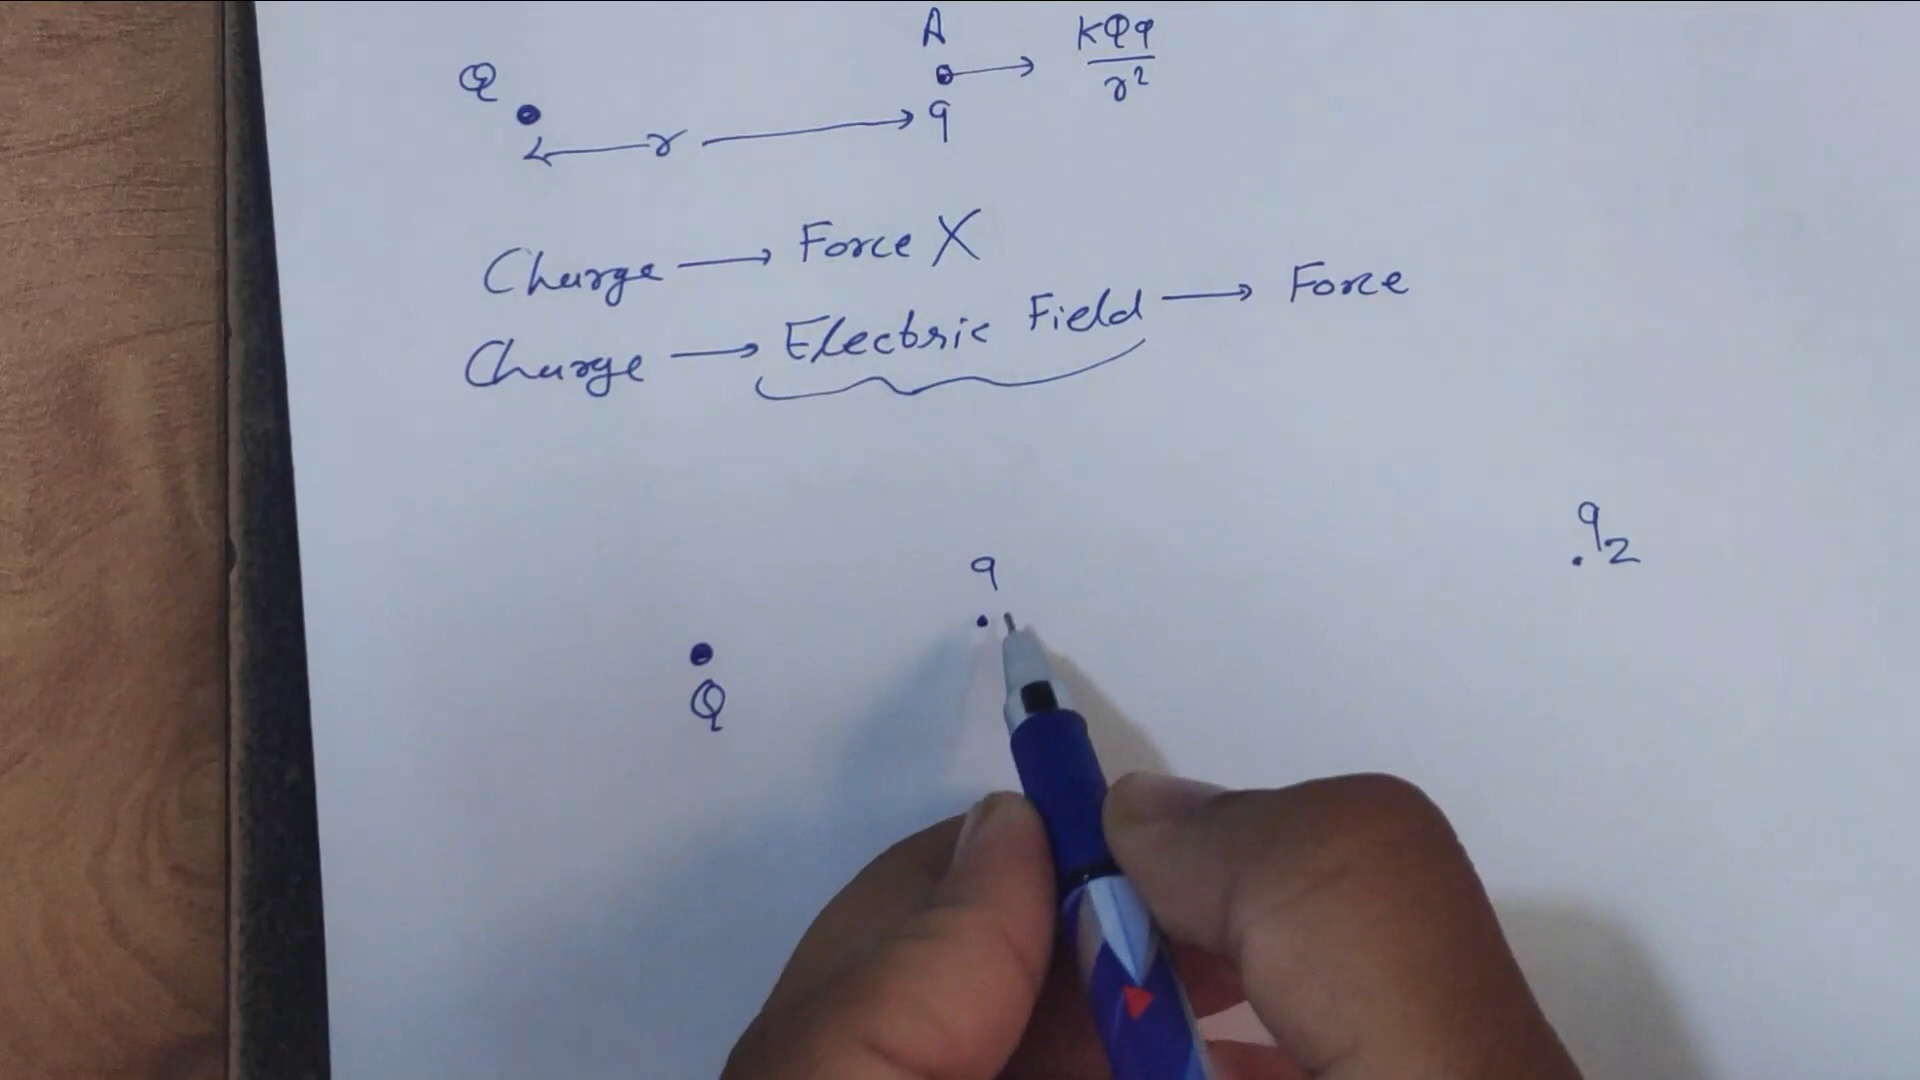 A
Q
kQq
r²
r
q
Charge → Force X
Charge → Electric Field → Force
q₂
q
Q